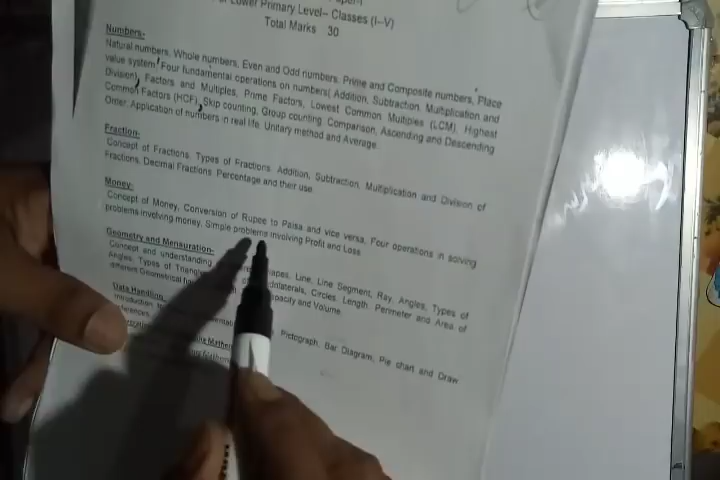 Lower Primary Level– Classes (I–V)
Total Marks 30
Numbers-
Natural numbers, Whole numbers, Even and Odd numbers, Prime and Composite numbers, Place
value system, Four fundamental operations on numbers( Addition, Subtraction, Multiplication and
Division), Factors and Multiples, Prime Factors, Lowest Common Multiples (LCM), Highest
Common Factors (HCF), Skip counting, Group counting Comparison, Ascending and Descending
Order, Application of numbers in real life, Unitary method and Average.
Fraction-
Concept of Fractions, Types of Fractions, Addition, Subtraction, Multiplication and Division of
Fractions, Decimal Fractions Percentage and their use
Money-
Concept of Money, Conversion of Rupee to Paisa and vice versa, Four operations in solving
problems involving money, Simple problems involving Profit and Loss
Geometry and Mensuration-
Concept and understanding Shapes, Line, Line Segment, Ray, Angles, Types of
Angles, Types of Circles, Length, Perimeter and Area of
different Geometrical and Volume
Data Handling
Pictograph, Bar Diagram, Pie chart and Draw